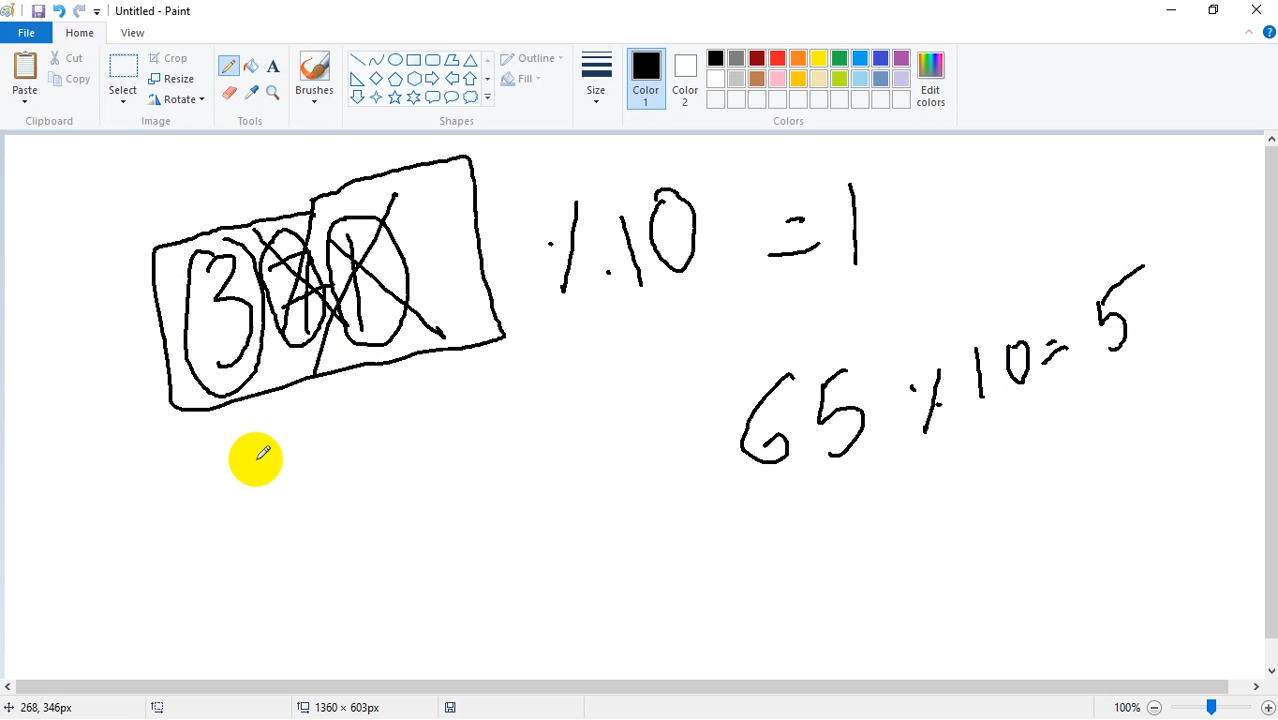 Untitled - Paint
File Home View
Paste
Cut
Copy
Clipboard
Select
Crop
Resize
Rotate
Image
A
Tools
Brushes
Outline
Fill
Shapes
Size
Color 1
Color 2
Edit colors
Colors
371 % 10 = 1
65 % 10 = 5
268, 346px
1360 × 603px
100%